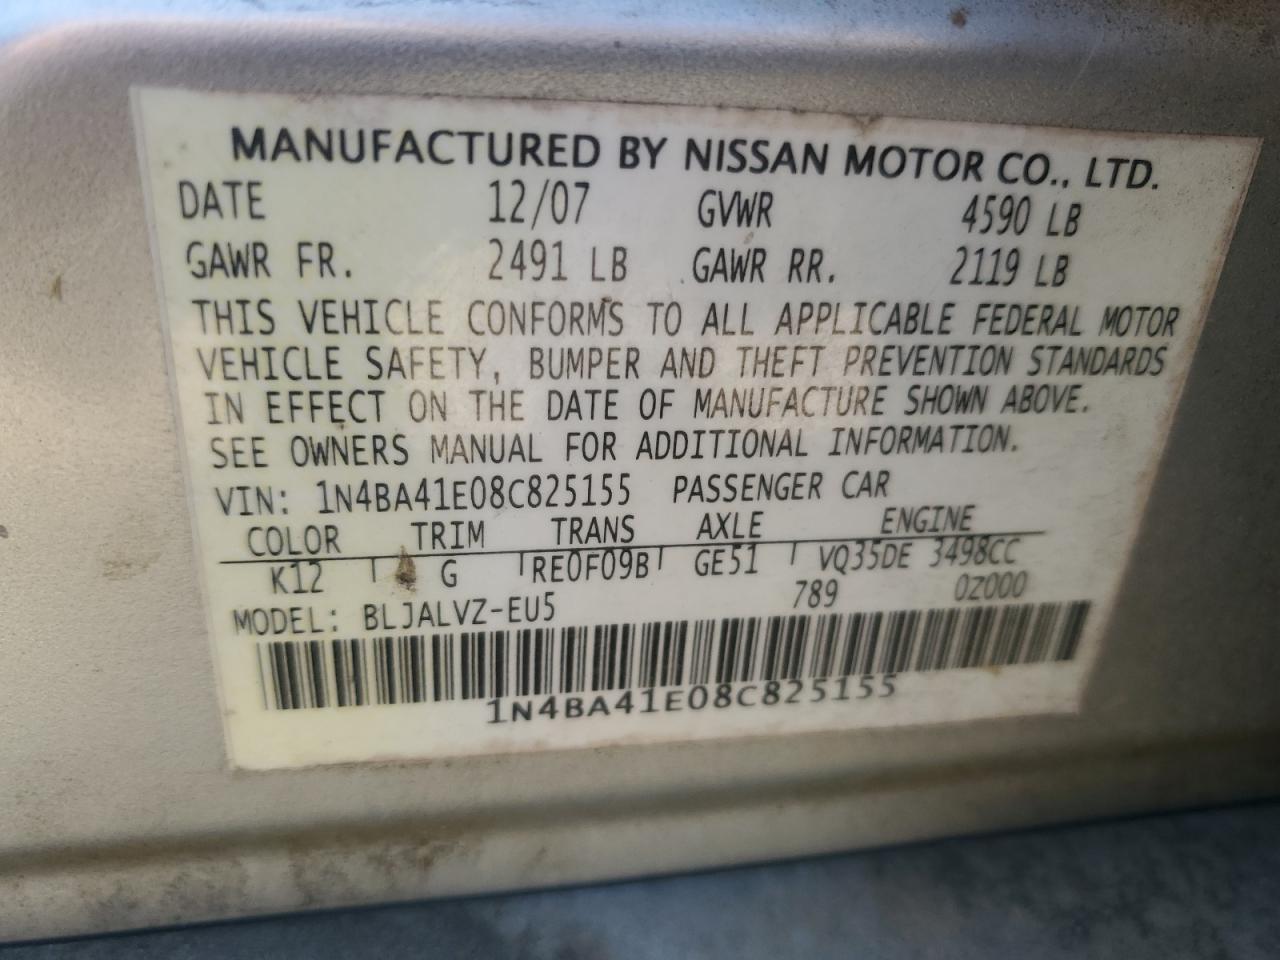 MANUFACTURED BY NISSAN MOTOR CO., LTD.
DATE 12/07 GVWR 4590 LB
GAWR FR. 2491 LB GAWR RR. 2119 LB
THIS VEHICLE CONFORMS TO ALL APPLICABLE FEDERAL MOTOR
VEHICLE SAFETY, BUMPER AND THEFT PREVENTION STANDARDS
IN EFFECT ON THE DATE OF MANUFACTURE SHOWN ABOVE.
SEE OWNERS MANUAL FOR ADDITIONAL INFORMATION.
VIN: 1N4BA41E08C825155 PASSENGER CAR
COLOR TRIM TRANS AXLE ENGINE
K12 G RE0F09B GE51 VQ35DE 3498CC
MODEL: BLJALVZ-EU5 789 0Z000
1N4BA41E08C825155